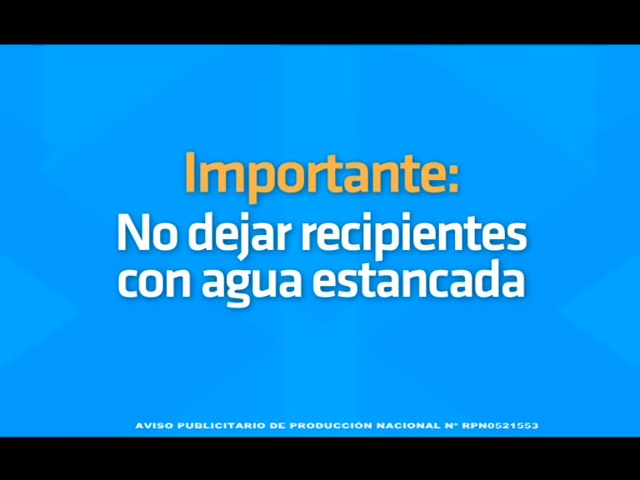 Importante:
No dejar recipientes
con agua estancada
AVISO PUBLICITARIO DE PRODUCCIÓN NACIONAL Nº RPN0521553